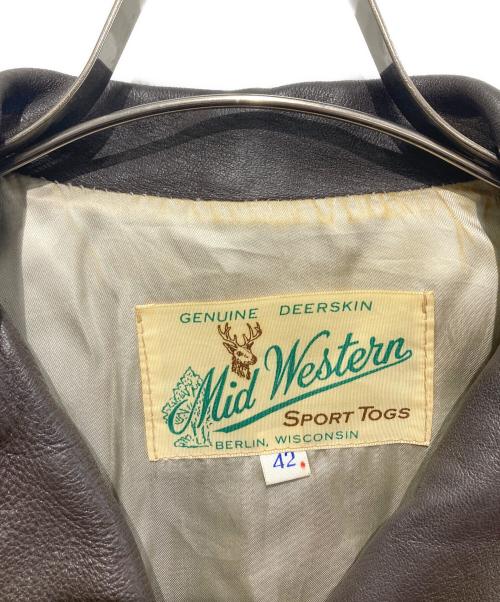 GENUINE DEERSKIN
Mid Western
SPORT TOGS
BERLIN, WISCONSIN
42.